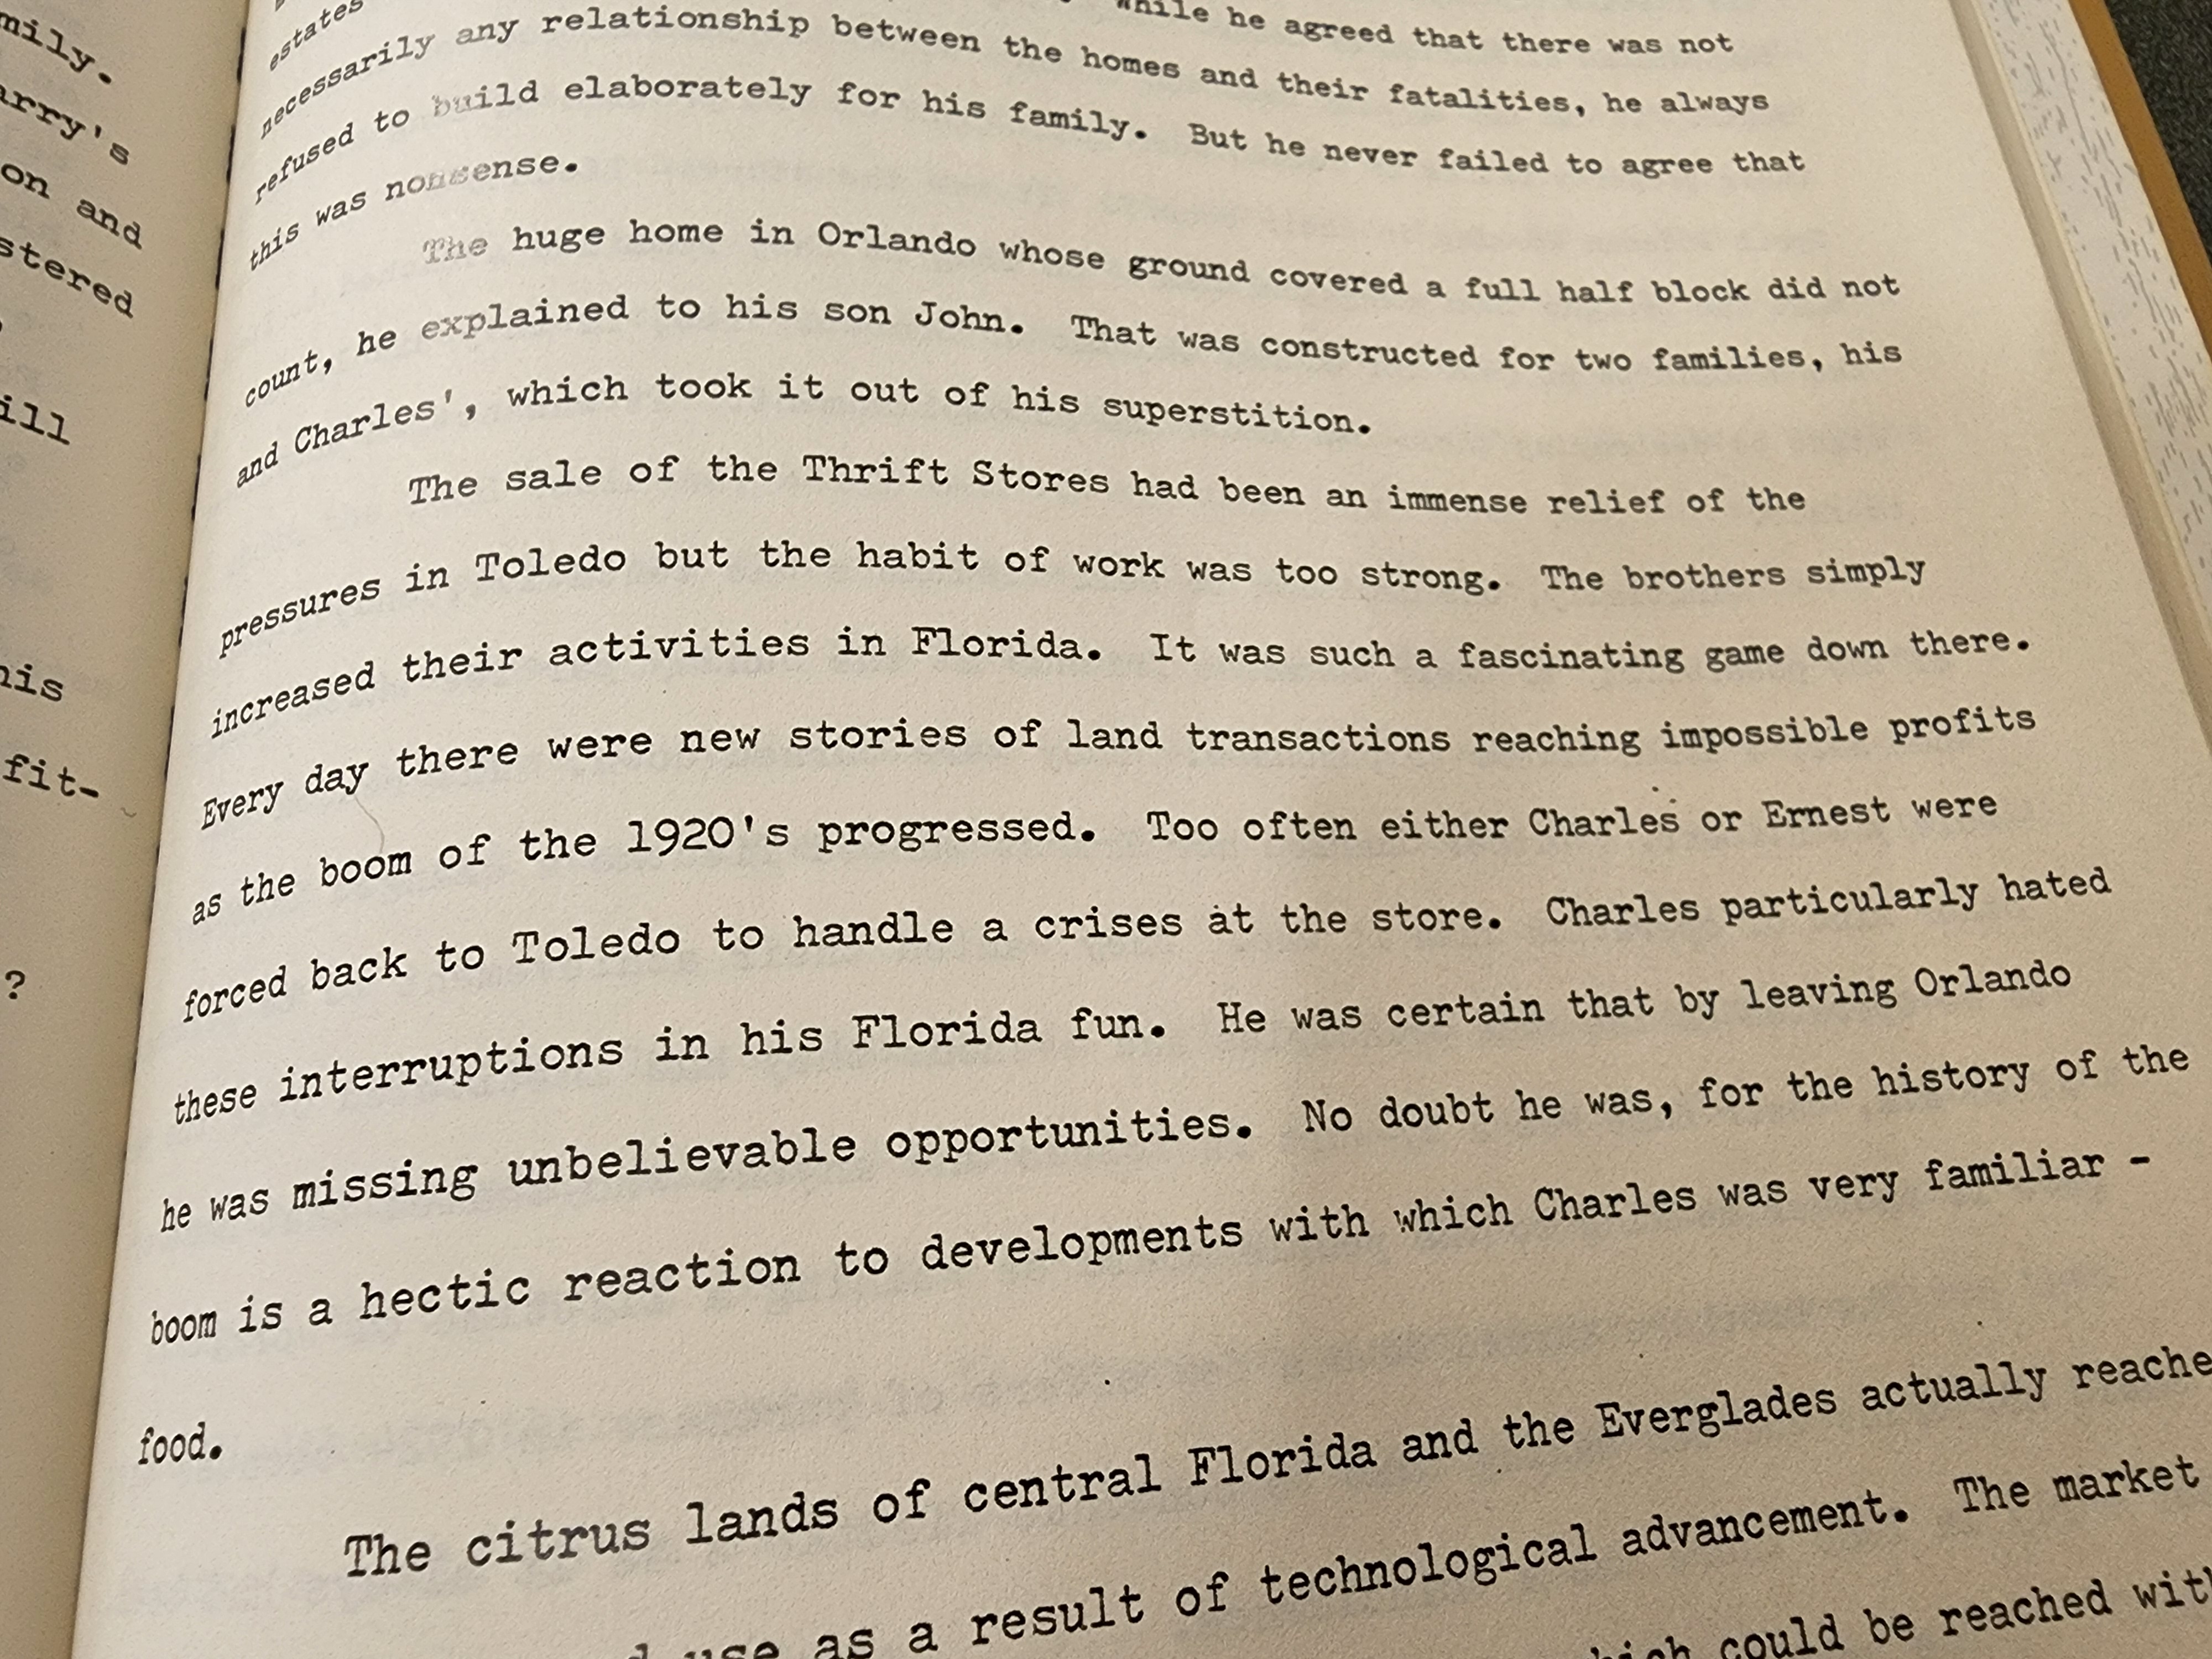 mily.
arry's
on and
stered
ill
his
fit-
?
estates While he agreed that there was not
necessarily any relationship between the homes and their fatalities, he always
refused to build elaborately for his family. But he never failed to agree that
this was nonsense.
The huge home in Orlando whose ground covered a full half block did not
count, he explained to his son John. That was constructed for two families, his
and Charles', which took it out of his superstition.
The sale of the Thrift Stores had been an immense relief of the
pressures in Toledo but the habit of work was too strong. The brothers simply
increased their activities in Florida. It was such a fascinating game down there.
Every day there were new stories of land transactions reaching impossible profits
as the boom of the 1920's progressed. Too often either Charles or Ernest were
forced back to Toledo to handle a crises at the store. Charles particularly hated
these interruptions in his Florida fun. He was certain that by leaving Orlando
he was missing unbelievable opportunities. No doubt he was, for the history of the
boom is a hectic reaction to developments with which Charles was very familiar -
food.
The citrus lands of central Florida and the Everglades actually reache
use as a result of technological advancement. The market
could be reached with